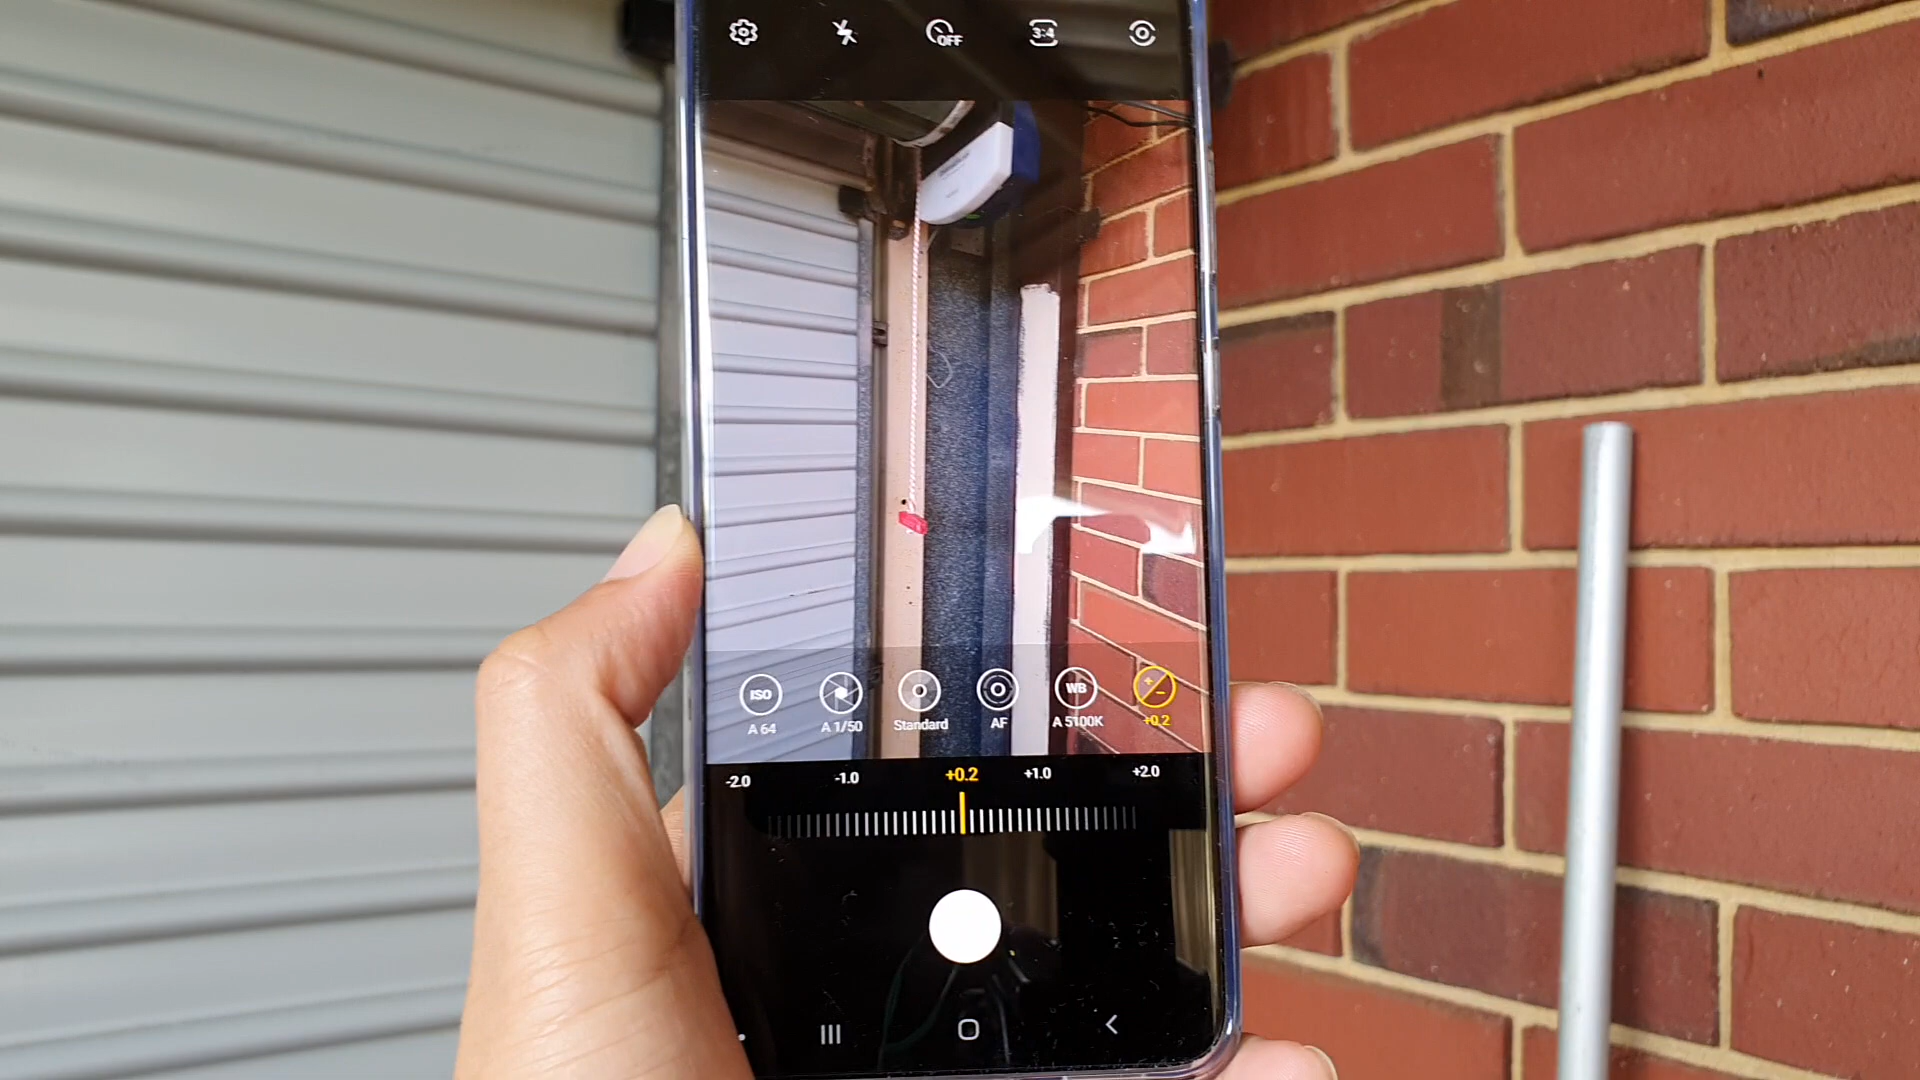 OFF
3:4
ISO
WB
A 64
A 1/50
Standard
AF
A 5100K
+0.2
-2.0
-1.0
+0.2
+1.0
+2.0